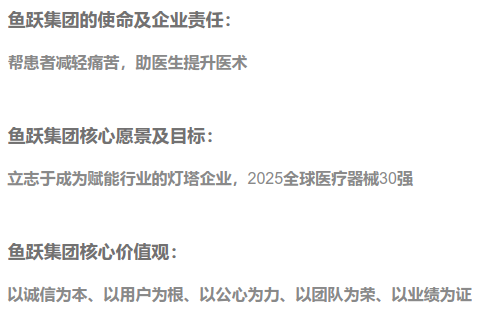 鱼跃集团的使命及企业责任：
帮患者减轻痛苦，助医生提升医术
鱼跃集团核心愿景及目标：
立志于成为赋能行业的灯塔企业，2025全球医疗器械30强
鱼跃集团核心价值观：
以诚信为本、以用户为根、以公心为力、以团队为荣、以业绩为证